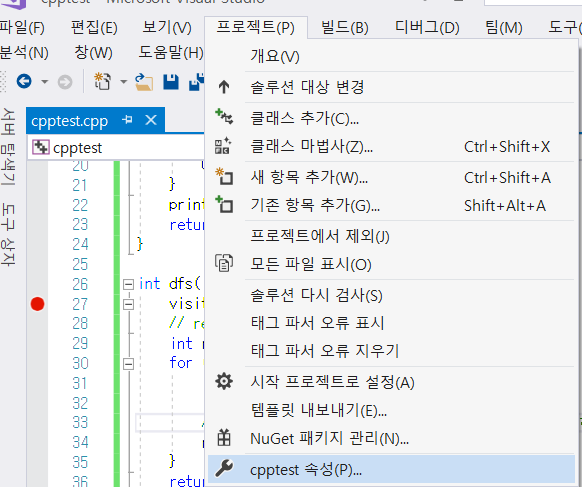 cpptest - Microsoft Visual Studio
파일(F) 편집(E) 보기(V) 프로젝트(P) 빌드(B) 디버그(D) 팀(M) 도구
분석(N) 창(W) 도움말(H)
개요(V)
솔루션 대상 변경
클래스 추가(C)...
클래스 마법사(Z)... Ctrl+Shift+X
새 항목 추가(W)... Ctrl+Shift+A
기존 항목 추가(G)... Shift+Alt+A
프로젝트에서 제외(J)
모든 파일 표시(O)
솔루션 다시 검사(S)
태그 파서 오류 표시
태그 파서 오류 지우기
시작 프로젝트로 설정(A)
템플릿 내보내기(E)...
NuGet 패키지 관리(N)...
cpptest 속성(P)...
서버 탐색기
도구 상자
cpptest.cpp
cpptest
20
21 }
22 print
23 retur
24 }
25
26 int dfs(
27 visit
28 // re
29 int r
30 for
31
32
33 /
34 r
35 }
36 retu